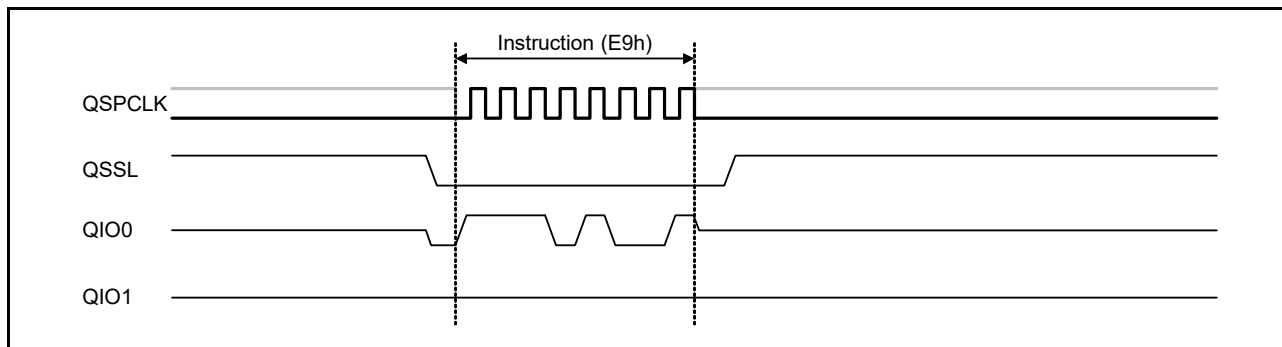 Instruction (E9h)
QSPCLK
QSSL
QIO0
QIO1